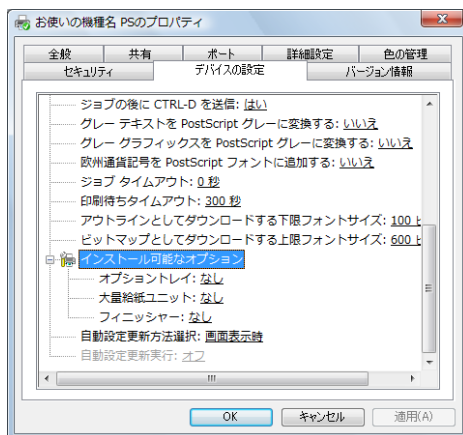 お使いの機種名 PSのプロパティ
全般 共有 ポート 詳細設定 色の管理
セキュリティ デバイスの設定 バージョン情報
ジョブの後に CTRL-D を送信: はい
グレー テキストを PostScript グレーに変換する: いいえ
グレー グラフィックスを PostScript グレーに変換する: いいえ
欧州通貨記号を PostScript フォントに追加する: いいえ
ジョブ タイムアウト: 0 秒
印刷待ちタイムアウト: 300 秒
アウトラインとしてダウンロードする下限フォントサイズ: 100
ビットマップとしてダウンロードする上限フォントサイズ: 600
インストール可能なオプション
オプショントレイ: なし
大量給紙ユニット: なし
フィニッシャー: なし
自動設定更新方法選択: 画面表示時
自動設定更新実行: オフ
OK キャンセル 適用(A)